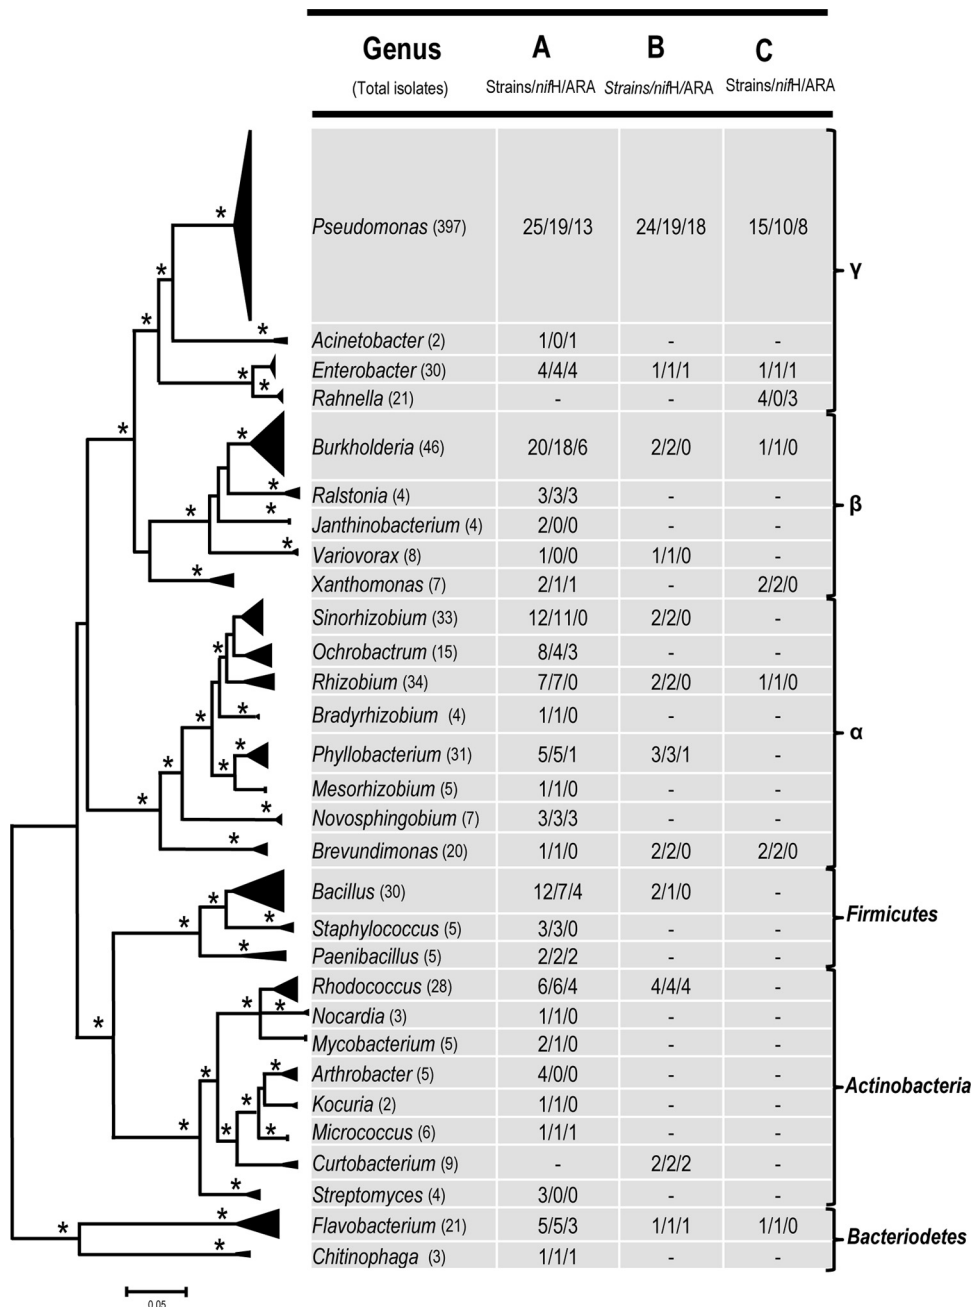 Genus A B C
(Total isolates) Strains/nifH/ARA Strains/nifH/ARA Strains/nifH/ARA
* Pseudomonas (397) 25/19/13 24/19/18 15/10/8
* γ
* * Acinetobacter (2) 1/0/1 - -
* Enterobacter (30) 4/4/4 1/1/1 1/1/1
* Rahnella (21) - - 4/0/3
* * Burkholderia (46) 20/18/6 2/2/0 1/1/0
* Ralstonia (4) 3/3/3 - -
β
* * Janthinobacterium (4) 2/0/0 - -
* Variovorax (8) 1/0/0 1/1/0 -
* Xanthomonas (7) 2/1/1 - 2/2/0
Sinorhizobium (33) 12/11/0 2/2/0 -
* Ochrobactrum (15) 8/4/3 - -
Rhizobium (34) 7/7/0 2/2/0 1/1/0
* * Bradyrhizobium (4) 1/1/0 - -
α
* Phyllobacterium (31) 5/5/1 3/3/1 -
* * Mesorhizobium (5) 1/1/0 - -
* * Novosphingobium (7) 3/3/3 - -
* Brevundimonas (20) 1/1/0 2/2/0 2/2/0
* Bacillus (30) 12/7/4 2/1/0 -
Firmicutes
* * Staphylococcus (5) 3/3/0 - -
* Paenibacillus (5) 2/2/2 - -
Rhodococcus (28) 6/6/4 4/4/4 -
* * * Nocardia (3) 1/1/0 - -
Mycobacterium (5) 2/1/0 - -
* * Arthrobacter (5) 4/0/0 - -
Actinobacteria
* Kocuria (2) 1/1/0 - -
* * * Micrococcus (6) 1/1/1 - -
Curtobacterium (9) - 2/2/2 -
* Streptomyces (4) 3/0/0 - -
* * Flavobacterium (21) 5/5/3 1/1/1 1/1/0
Bacteriodetes
* Chitinophaga (3) 1/1/1 - -
0.05